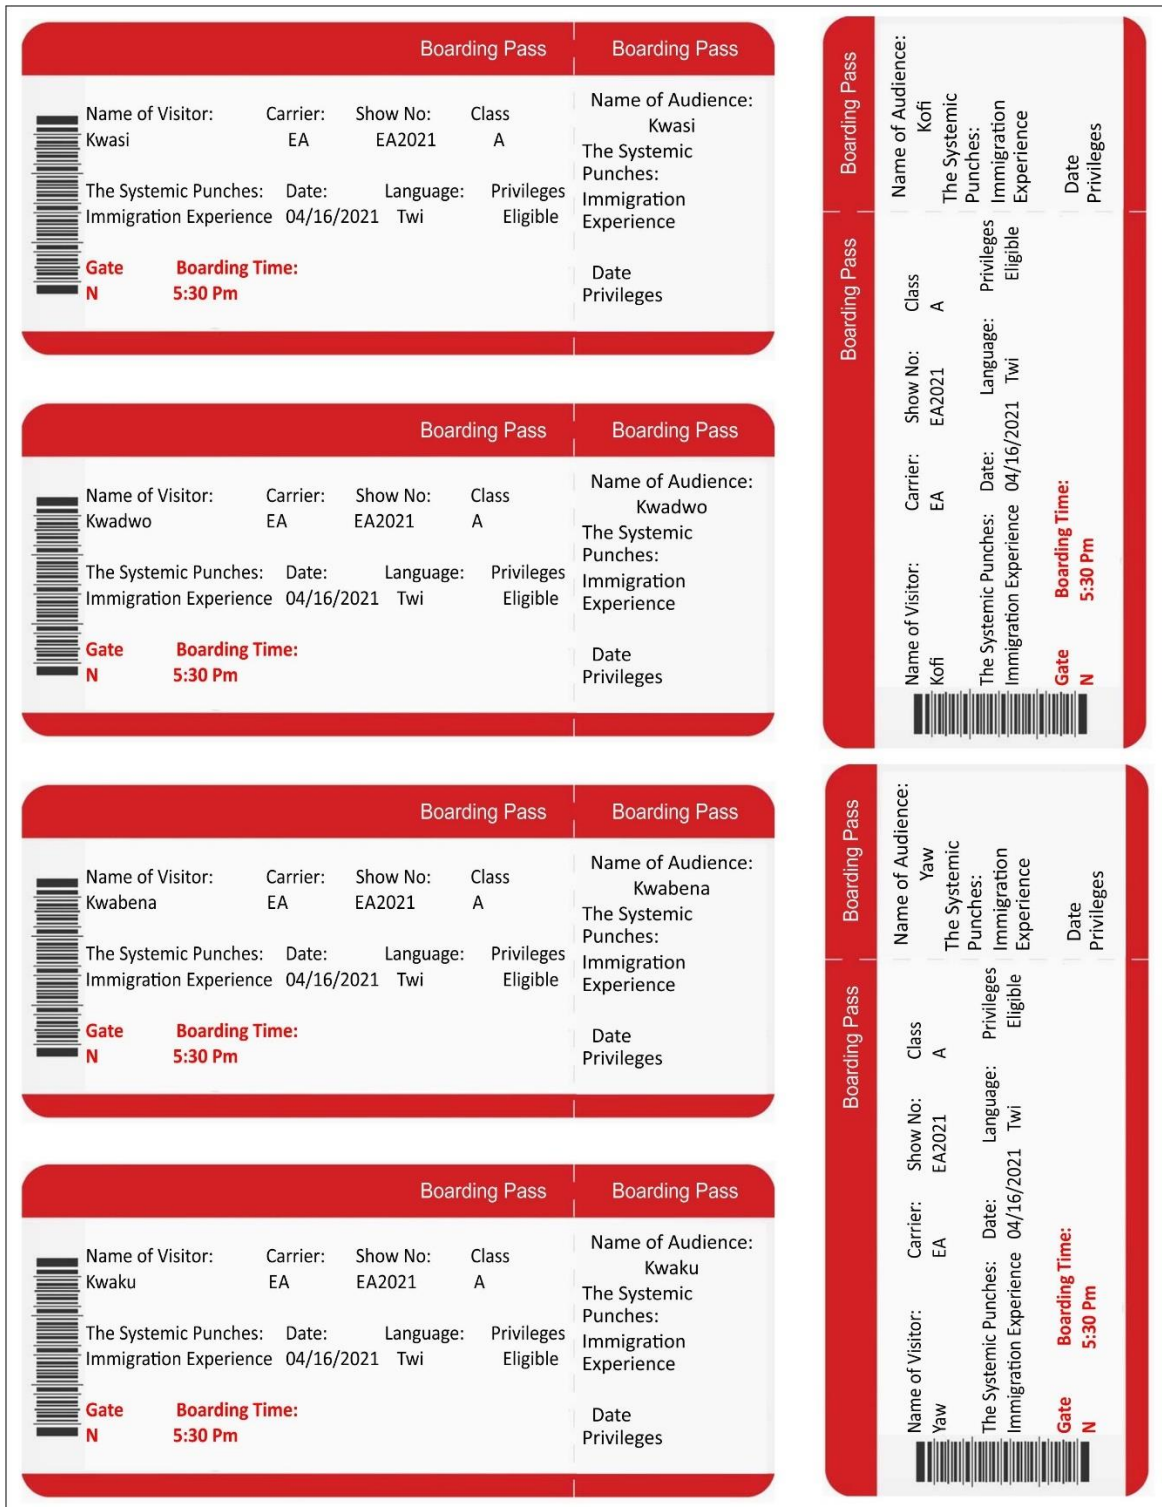 Boarding Pass Boarding Pass
Name of Visitor: Carrier: Show No: Class
Kwasi EA EA2021 A
The Systemic Punches: Date: Language: Privileges
Immigration Experience 04/16/2021 Twi Eligible
Gate Boarding Time:
N 5:30 Pm
Name of Audience:
Kwasi
The Systemic
Punches:
Immigration
Experience
Date
Privileges
Boarding Pass Boarding Pass
Name of Visitor: Carrier: Show No: Class
Kwadwo EA EA2021 A
The Systemic Punches: Date: Language: Privileges
Immigration Experience 04/16/2021 Twi Eligible
Gate Boarding Time:
N 5:30 Pm
Name of Audience:
Kwadwo
The Systemic
Punches:
Immigration
Experience
Date
Privileges
Boarding Pass Boarding Pass
Name of Visitor: Carrier: Show No: Class
Kwabena EA EA2021 A
The Systemic Punches: Date: Language: Privileges
Immigration Experience 04/16/2021 Twi Eligible
Gate Boarding Time:
N 5:30 Pm
Name of Audience:
Kwabena
The Systemic
Punches:
Immigration
Experience
Date
Privileges
Boarding Pass Boarding Pass
Name of Visitor: Carrier: Show No: Class
Kwaku EA EA2021 A
The Systemic Punches: Date: Language: Privileges
Immigration Experience 04/16/2021 Twi Eligible
Gate Boarding Time:
N 5:30 Pm
Name of Audience:
Kwaku
The Systemic
Punches:
Immigration
Experience
Date
Privileges
Boarding Pass Boarding Pass
Name of Visitor: Carrier: Show No: Class
Kofi EA EA2021 A
The Systemic Punches: Date: Language: Privileges
Immigration Experience 04/16/2021 Twi Eligible
Gate Boarding Time:
N 5:30 Pm
Name of Audience:
Kofi
The Systemic
Punches:
Immigration
Experience
Date
Privileges
Boarding Pass Boarding Pass
Name of Visitor: Carrier: Show No: Class
Yaw EA EA2021 A
The Systemic Punches: Date: Language: Privileges
Immigration Experience 04/16/2021 Twi Eligible
Gate Boarding Time:
N 5:30 Pm
Name of Audience:
Yaw
The Systemic
Punches:
Immigration
Experience
Date
Privileges